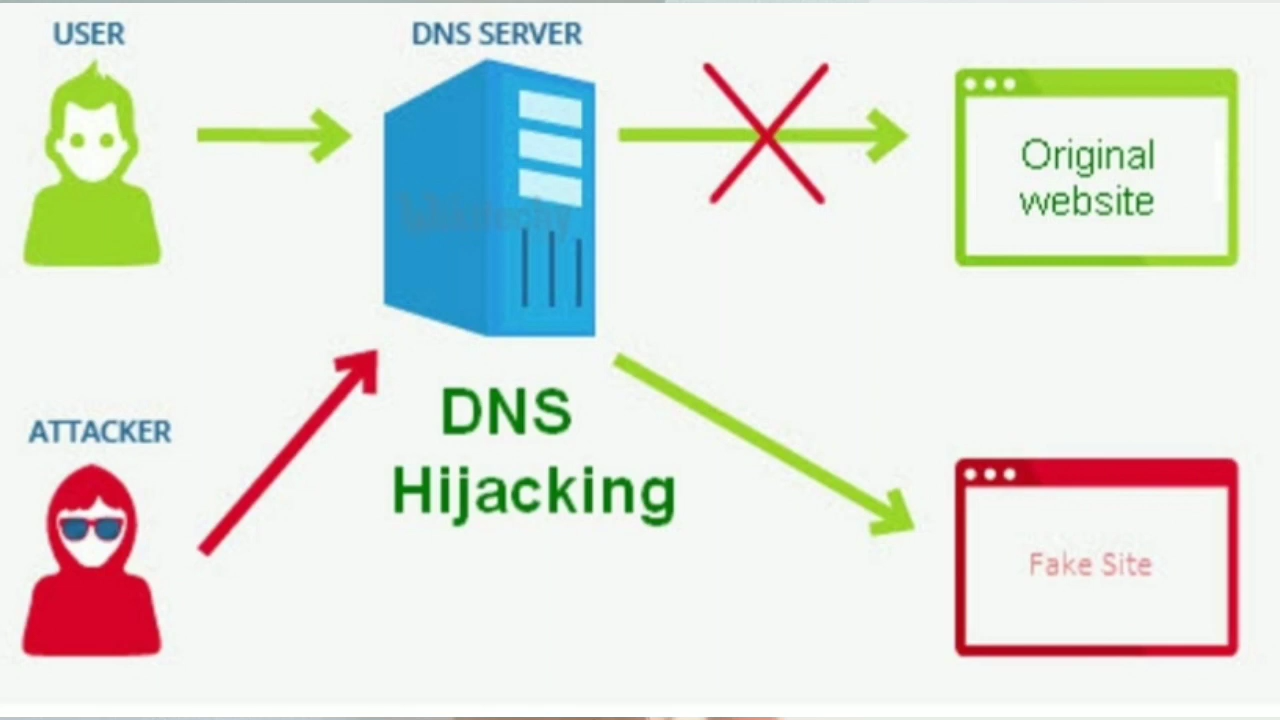 USER
DNS SERVER
Original
website
ATTACKER
DNS
Hijacking
Fake Site